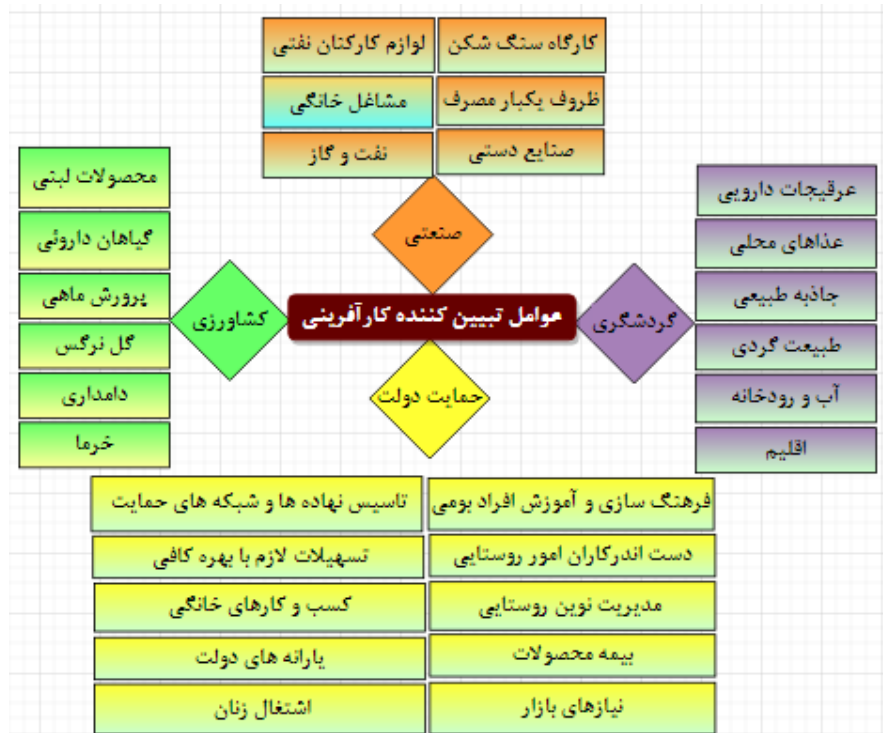 کارگاه سنگ شکن
لوازم کارکنان نفتی
ظروف یکبار مصرف
مشاغل خانگی
صنایع دستی
نفت و گاز
صنعتی
عوامل تبیین کننده کارآفرینی
گردشگری
عرقیجات دارویی
عذاهای محلی
جاذبه طبیعی
طبیعت گردی
آب و رودخانه
اقلیم
کشاورزی
محصولات لبنی
گیاهان داروئی
پرورش ماهی
گل نرگس
دامداری
خرما
حمایت دولت
فرهنگ سازی و آموزش افراد بومی
تاسیس نهاده ها و شبکه های حمایت
دست اندرکاران امور روستایی
تسهیلات لازم با بهره کافی
مدیریت نوین روستایی
کسب و کارهای خانگی
بیمه محصولات
یارانه های دولت
نیازهای بازار
اشتغال زنان